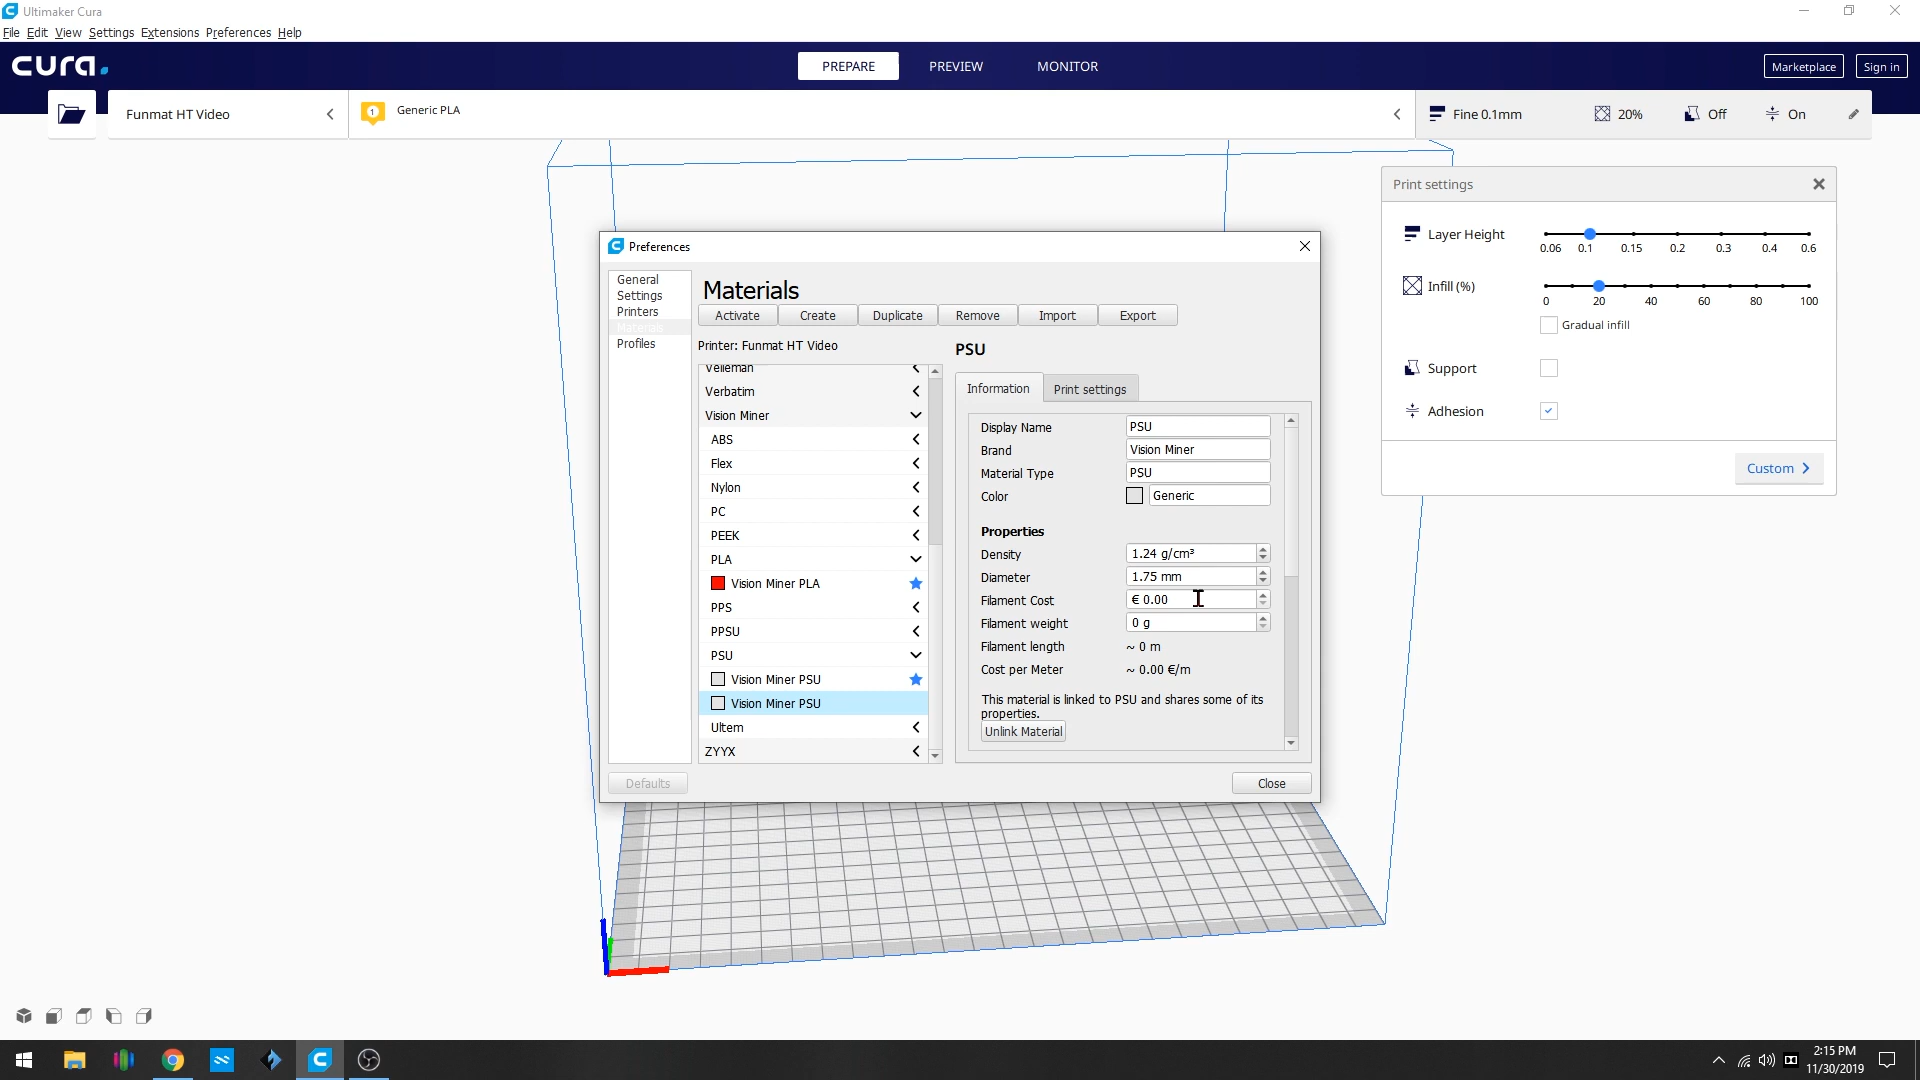 Ultimaker Cura
File Edit View Settings Extensions Preferences Help
cura.
PREPARE
PREVIEW
MONITOR
Marketplace
Sign in
Funmat HT Video
1
Generic PLA
Fine 0.1mm
20%
Off
On
Print settings
Layer Height
0.06 0.1 0.15 0.2 0.3 0.4 0.6
Infill (%)
0 20 40 60 80 100
Gradual infill
Support
Adhesion
Custom
Preferences
General
Settings
Printers
Materials
Profiles
Materials
Activate
Create
Duplicate
Remove
Import
Export
Printer: Funmat HT Video
Velleman
Verbatim
Vision Miner
ABS
Flex
Nylon
PC
PEEK
PLA
Vision Miner PLA
PPS
PPSU
PSU
Vision Miner PSU
Vision Miner PSU
Ultem
ZYYX
PSU
Information
Print settings
Display Name PSU
Brand Vision Miner
Material Type PSU
Color Generic
Properties
Density 1.24 g/cm³
Diameter 1.75 mm
Filament Cost € 0.00
Filament weight 0 g
Filament length ~ 0 m
Cost per Meter ~ 0.00 €/m
This material is linked to PSU and shares some of its
properties.
Unlink Material
Defaults
Close
2:15 PM
11/30/2019